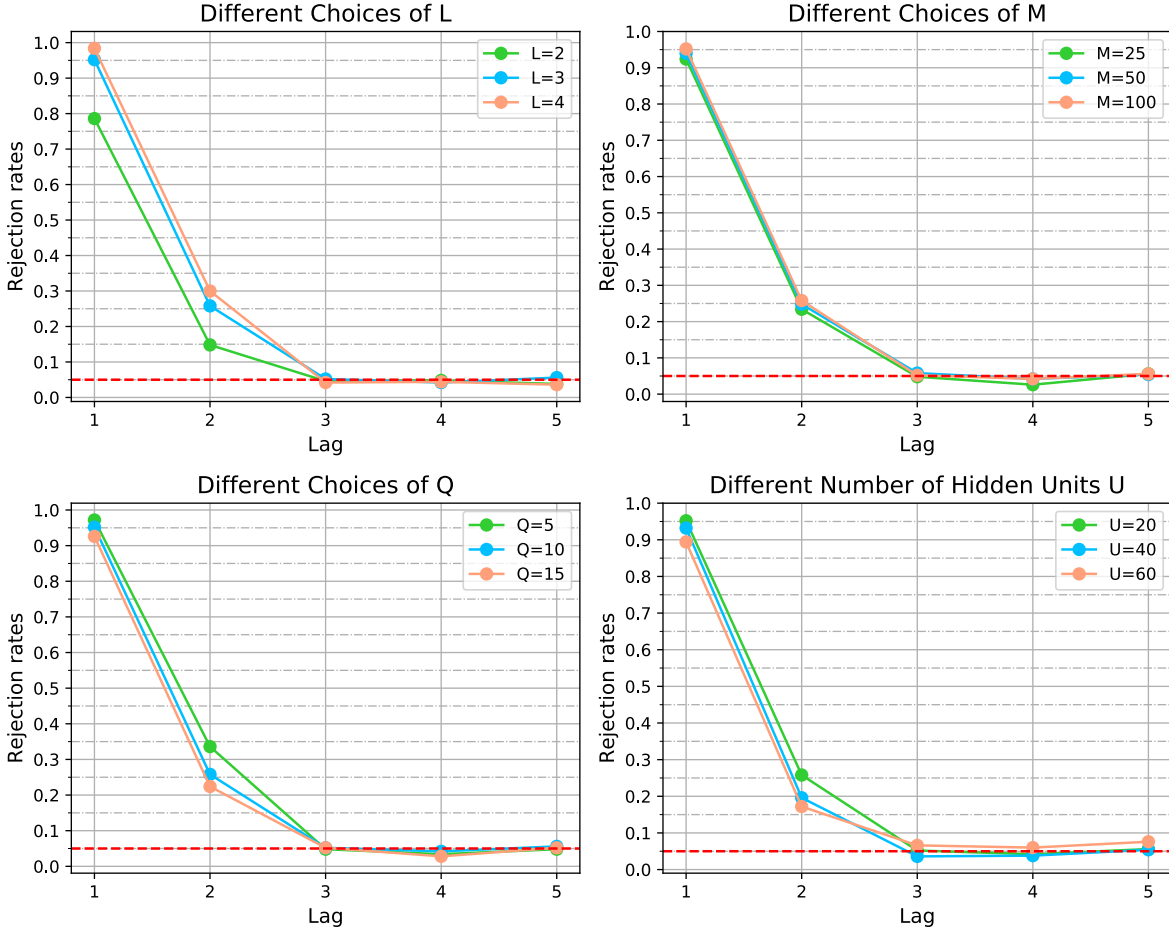 Different Choices of L
Rejection rates
1.0
0.9
0.8
0.7
0.6
0.5
0.4
0.3
0.2
0.1
0.0
L=2
L=3
L=4
1 2 3 4 5
Lag
Different Choices of M
Rejection rates
1.0
0.9
0.8
0.7
0.6
0.5
0.4
0.3
0.2
0.1
0.0
M=25
M=50
M=100
1 2 3 4 5
Lag
Different Choices of Q
Rejection rates
1.0
0.9
0.8
0.7
0.6
0.5
0.4
0.3
0.2
0.1
0.0
Q=5
Q=10
Q=15
1 2 3 4 5
Lag
Different Number of Hidden Units U
Rejection rates
1.0
0.9
0.8
0.7
0.6
0.5
0.4
0.3
0.2
0.1
0.0
U=20
U=40
U=60
1 2 3 4 5
Lag